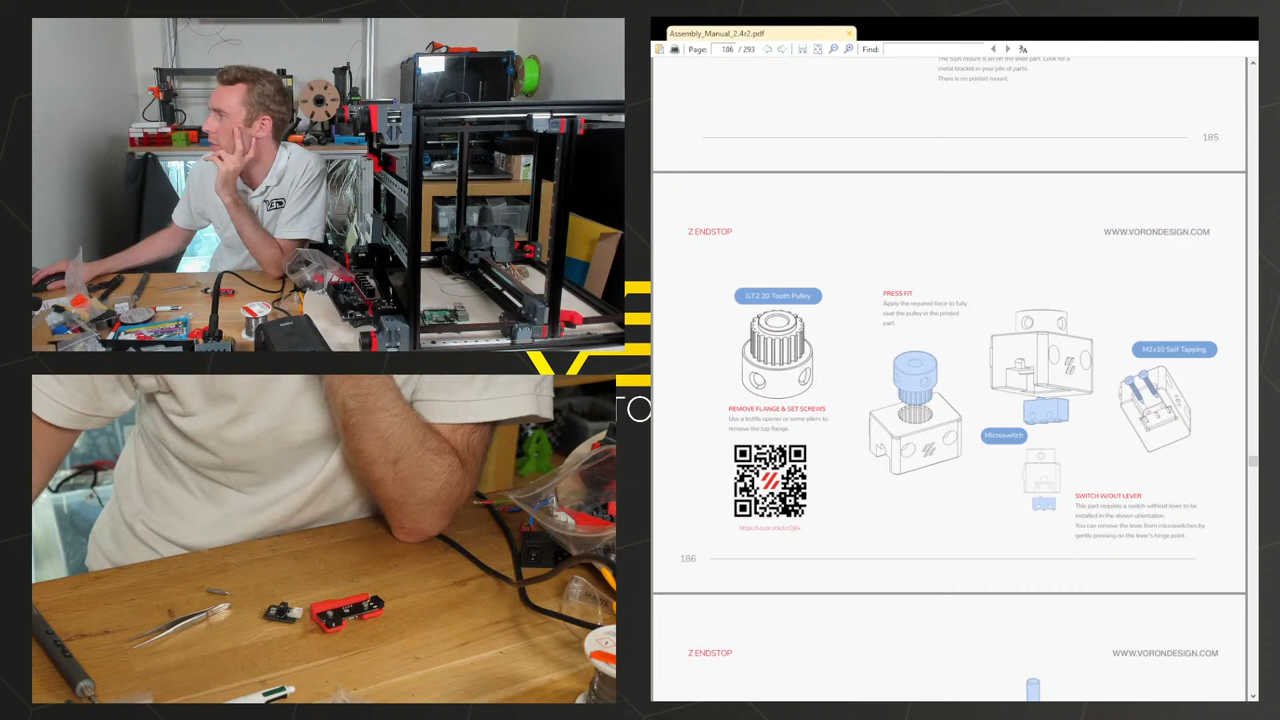 Assembly_Manual_2.4r2.pdf
Page: 186 / 293
Find:
The SSR mount is an off the shelf part. Look for a
metal bracket in your pile of parts.
There is no printed mount.
185
Z ENDSTOP
WWW.VORONDESIGN.COM
GT2 20 Tooth Pulley
REMOVE FLANGE & SET SCREWS
Use a bottle opener or some pliers to
remove the top flange.
PRESS FIT
Apply the required force to fully
seat the pulley in the printed
part.
Microswitch
M2x10 Self Tapping
SWITCH W/OUT LEVER
This part requires a switch without lever to be
installed in the shown orientation.
You can remove the lever from microswitches by
gently pressing on the lever's hinge point.
186
Z ENDSTOP
WWW.VORONDESIGN.COM
TO